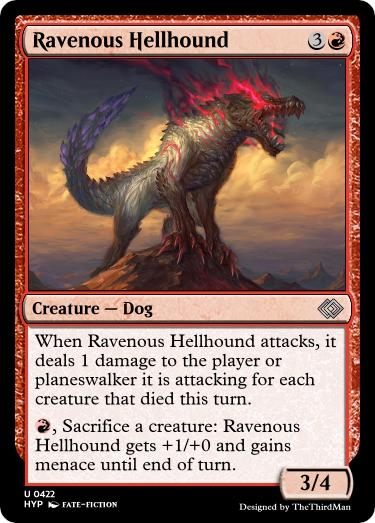 Ravenous Hellhound 3
Creature — Dog
When Ravenous Hellhound attacks, it
deals 1 damage to the player or
planeswalker it is attacking for each
creature that died this turn.
, Sacrifice a creature: Ravenous
Hellhound gets +1/+0 and gains
menace until end of turn.
3/4
U 0422
HYP FATE-FICTION
Designed by TheThirdMan